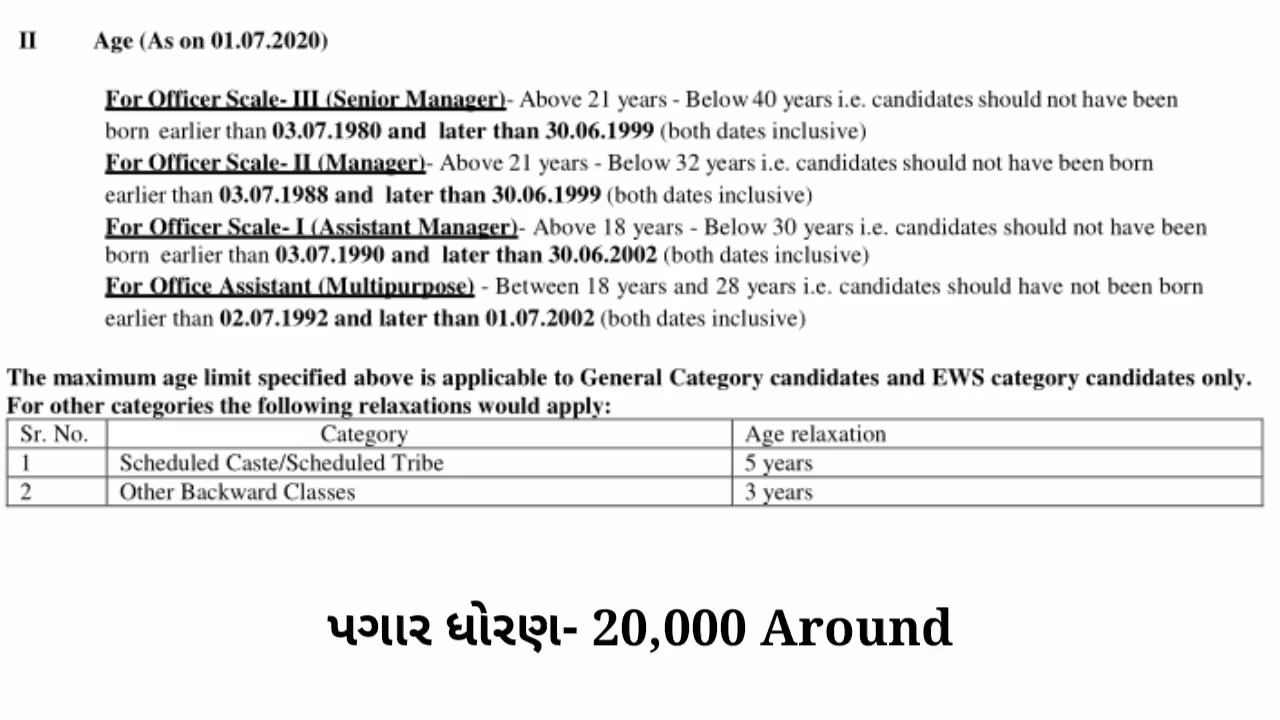 II Age (As on 01.07.2020)
For Officer Scale- III (Senior Manager)- Above 21 years - Below 40 years i.e. candidates should not have been
born earlier than 03.07.1980 and later than 30.06.1999 (both dates inclusive)
For Officer Scale- II (Manager)- Above 21 years - Below 32 years i.e. candidates should not have been born
earlier than 03.07.1988 and later than 30.06.1999 (both dates inclusive)
For Officer Scale- I (Assistant Manager)- Above 18 years - Below 30 years i.e. candidates should not have been
born earlier than 03.07.1990 and later than 30.06.2002 (both dates inclusive)
For Office Assistant (Multipurpose) - Between 18 years and 28 years i.e. candidates should have not been born
earlier than 02.07.1992 and later than 01.07.2002 (both dates inclusive)
The maximum age limit specified above is applicable to General Category candidates and EWS category candidates only.
For other categories the following relaxations would apply:
Sr. No. Category Age relaxation
1 Scheduled Caste/Scheduled Tribe 5 years
2 Other Backward Classes 3 years
પગાર ધોરણ- 20,000 Around